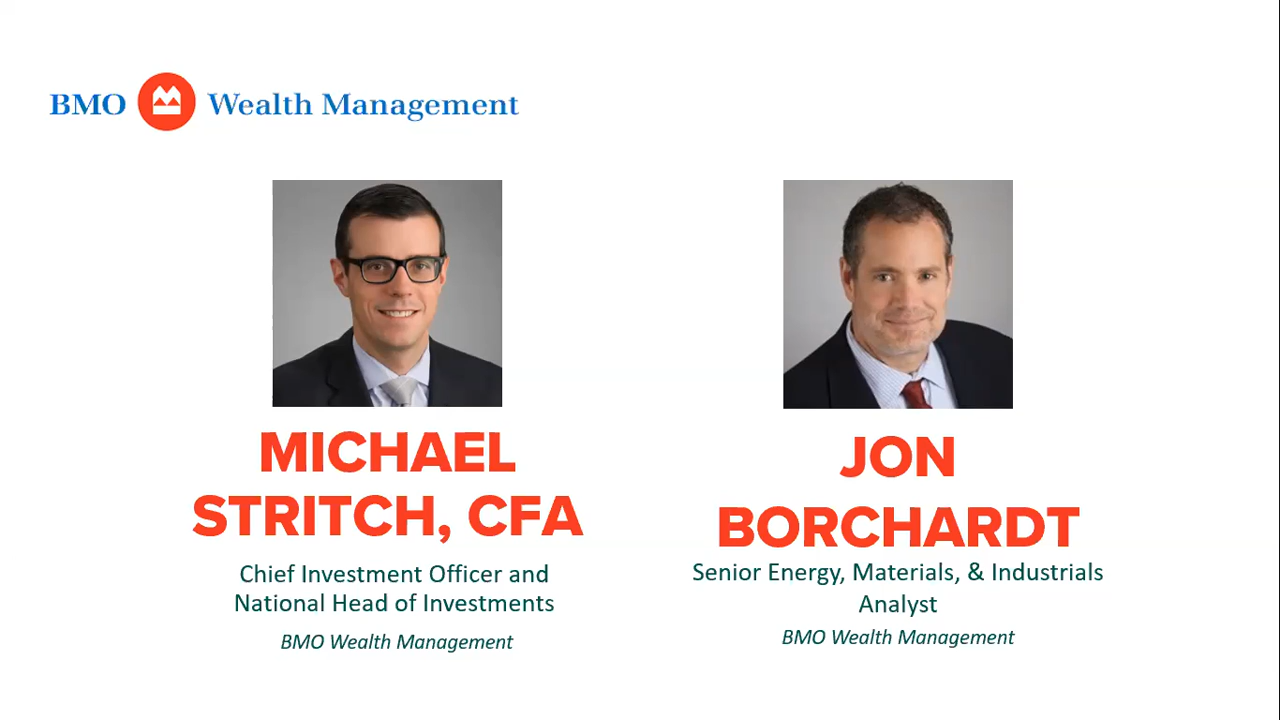 BMO Wealth Management
MICHAEL
STRITCH, CFA
Chief Investment Officer and
National Head of Investments
BMO Wealth Management
JON
BORCHARDT
Senior Energy, Materials, & Industrials
Analyst
BMO Wealth Management